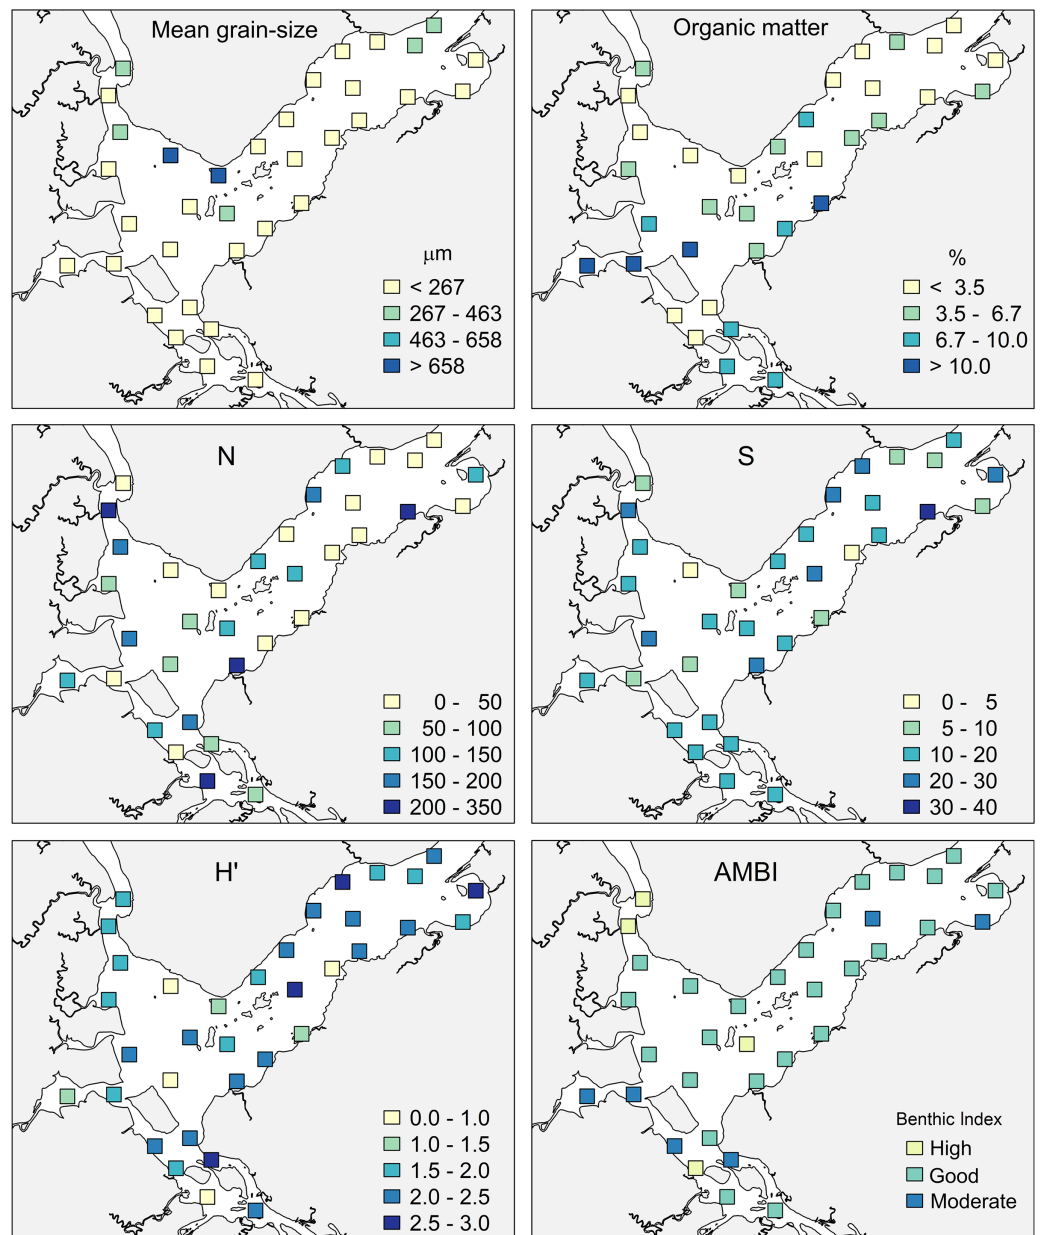 Mean grain-size
μm
< 267
267 - 463
463 - 658
> 658
Organic matter
%
< 3.5
3.5 - 6.7
6.7 - 10.0
> 10.0
N
0 - 50
50 - 100
100 - 150
150 - 200
200 - 350
S
0 - 5
5 - 10
10 - 20
20 - 30
30 - 40
H'
0.0 - 1.0
1.0 - 1.5
1.5 - 2.0
2.0 - 2.5
2.5 - 3.0
AMBI
Benthic Index
High
Good
Moderate